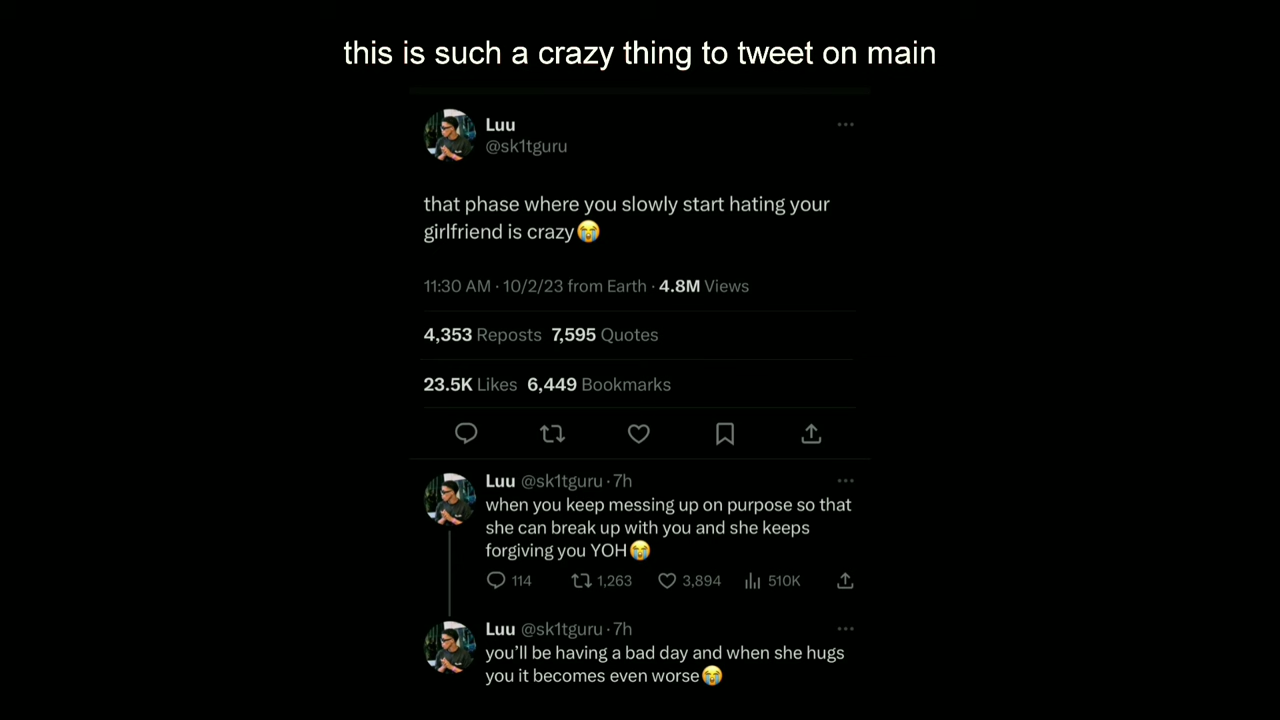 this is such a crazy thing to tweet on main
Luu
@sk1tguru
that phase where you slowly start hating your
girlfriend is crazy😭
11:30 AM · 10/2/23 from Earth · 4.8M Views
4,353 Reposts 7,595 Quotes
23.5K Likes 6,449 Bookmarks
Luu @sk1tguru · 7h
when you keep messing up on purpose so that
she can break up with you and she keeps
forgiving you YOH😭
114 1,263 3,894 510K
Luu @sk1tguru · 7h
you’ll be having a bad day and when she hugs
you it becomes even worse😭